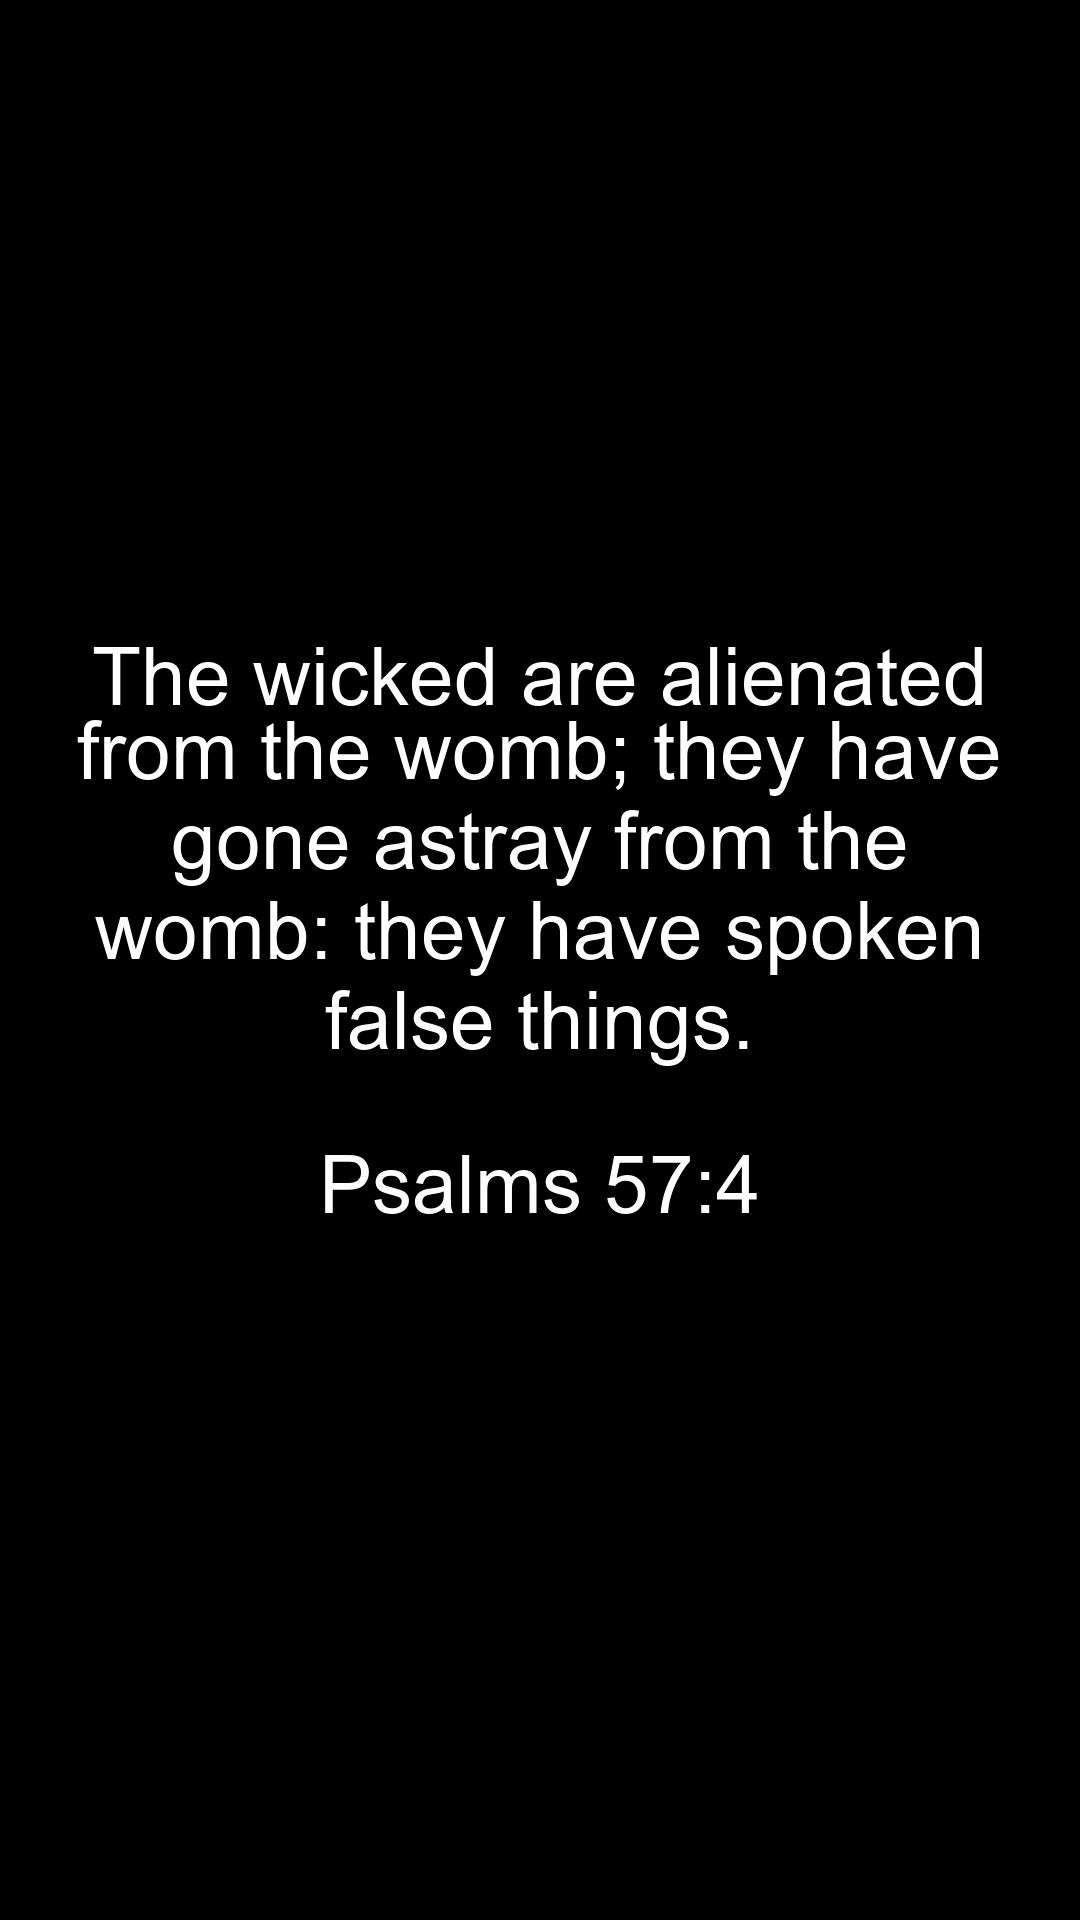 The wicked are alienated
from the womb; they have
gone astray from the
womb: they have spoken
false things.
Psalms 57:4